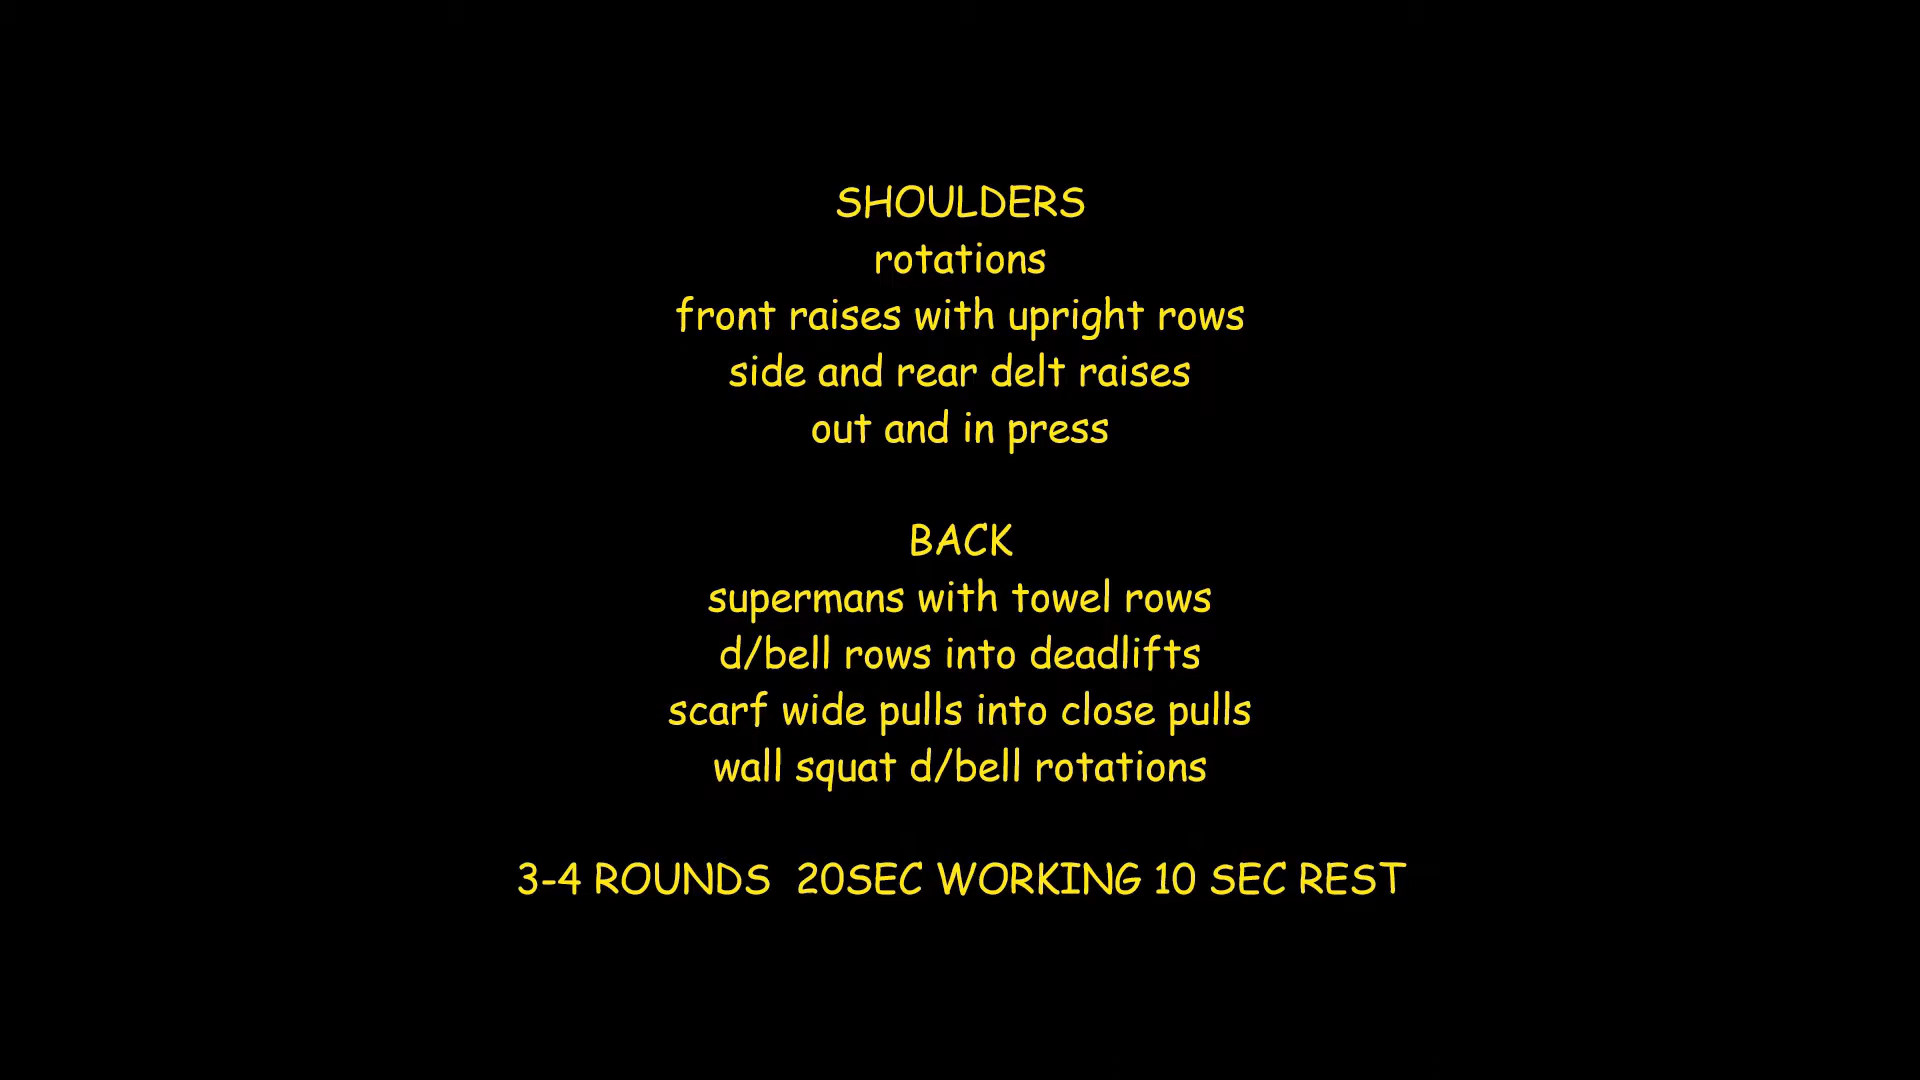 SHOULDERS
rotations
front raises with upright rows
side and rear delt raises
out and in press
BACK
supermans with towel rows
d/bell rows into deadlifts
scarf wide pulls into close pulls
wall squat d/bell rotations
3-4 ROUNDS  20SEC WORKING 10 SEC REST